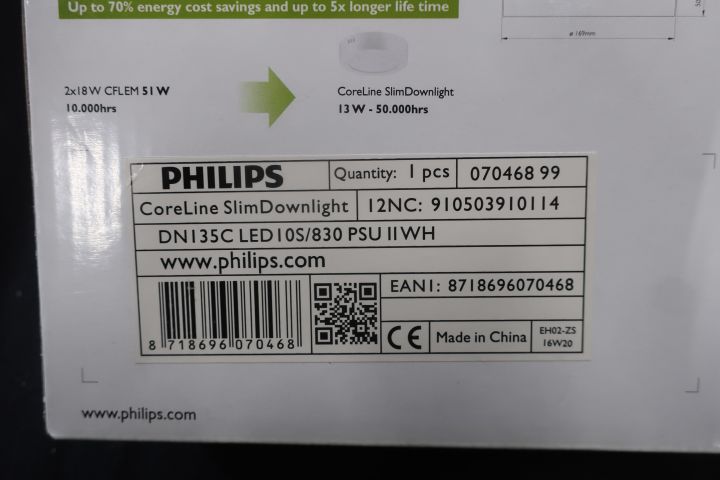 Up to 70% energy cost savings and up to 5x longer life time
ø 169mm
2x18W CFLEM 51 W
10.000hrs
CoreLine SlimDownlight
13 W - 50.000hrs
PHILIPS
Quantity: 1 pcs
070468 99
CoreLine SlimDownlight
12NC: 910503910114
DN135C LED10S/830 PSU II WH
www.philips.com
EAN1: 8718696070468
8 718696 070468
CE
Made in China
EH02-ZS
16W20
www.philips.com